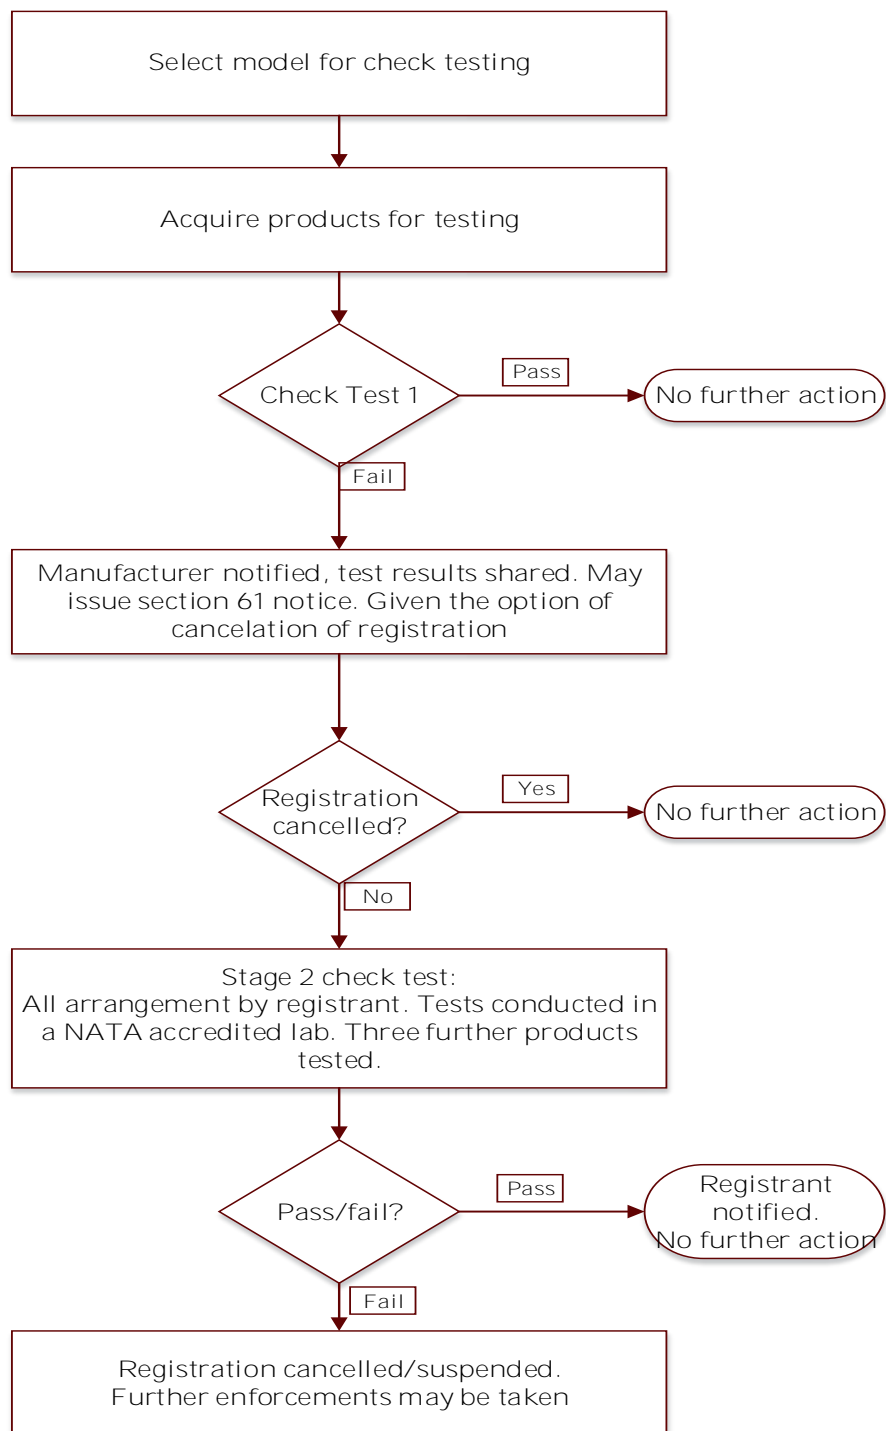 Select model for check testing
Acquire products for testing
Check Test 1
Pass
No further action
Fail
Manufacturer notified, test results shared. May
issue section 61 notice. Given the option of
cancelation of registration
Registration
cancelled?
Yes
No further action
No
Stage 2 check test:
All arrangement by registrant. Tests conducted in
a NATA accredited lab. Three further products
tested.
Pass/fail?
Pass
Registrant
notified.
No further action
Fail
Registration cancelled/suspended.
Further enforcements may be taken